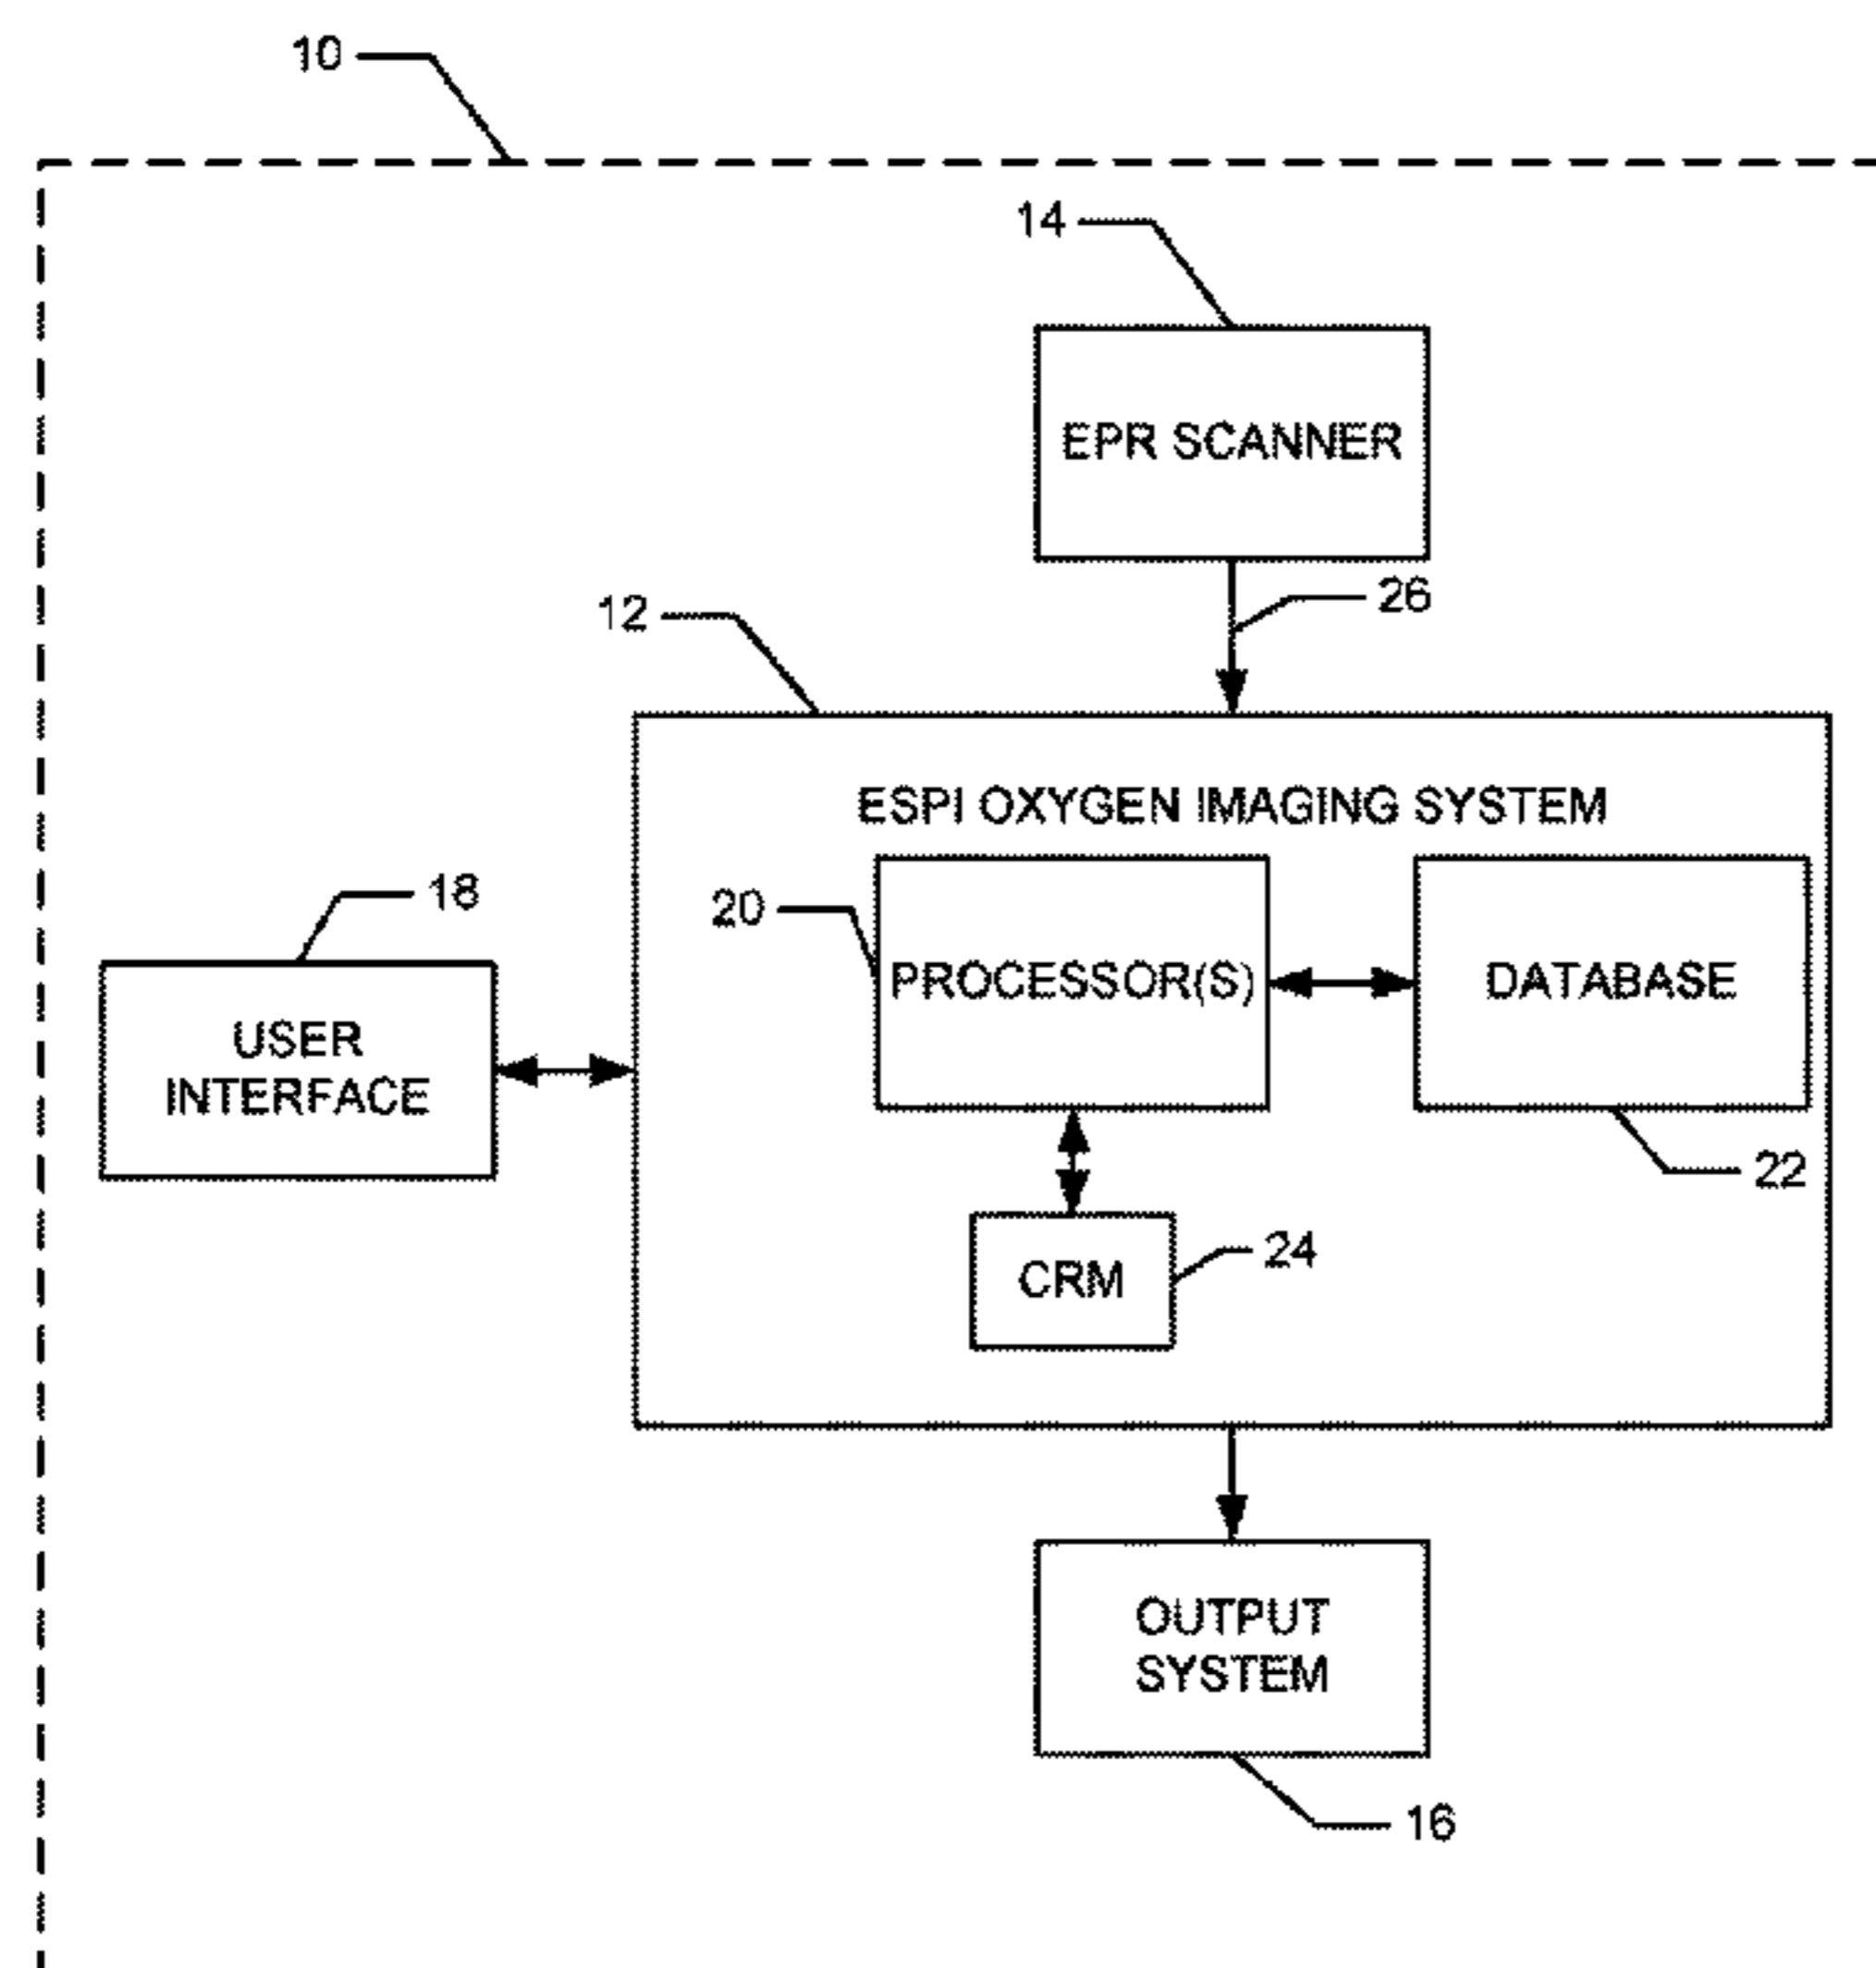 10
14
EPR SCANNER
26
12
ESPI OXYGEN IMAGING SYSTEM
18
20
PROCESSOR(S)
DATABASE
USER
INTERFACE
22
24
CRM
OUTPUT
SYSTEM
16